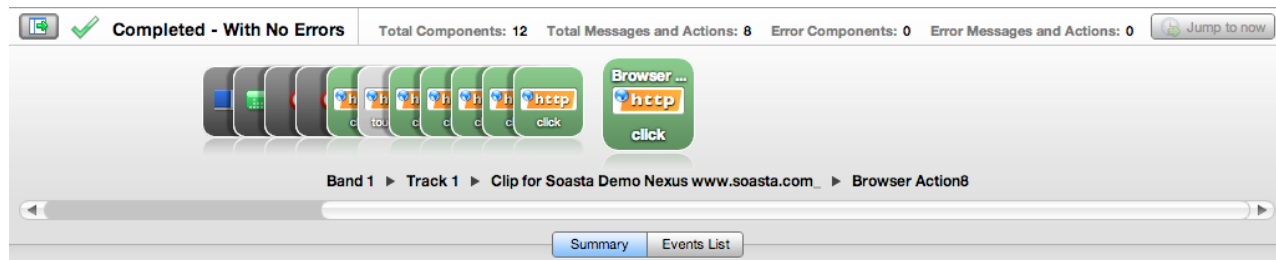 Completed - With No Errors
Total Components: 12 Total Messages and Actions: 8 Error Components: 0 Error Messages and Actions: 0
Jump to now
Browser ...
http
click
http
click
tou
Band 1 ▶ Track 1 ▶ Clip for Soasta Demo Nexus www.soasta.com_ ▶ Browser Action8
Summary
Events List